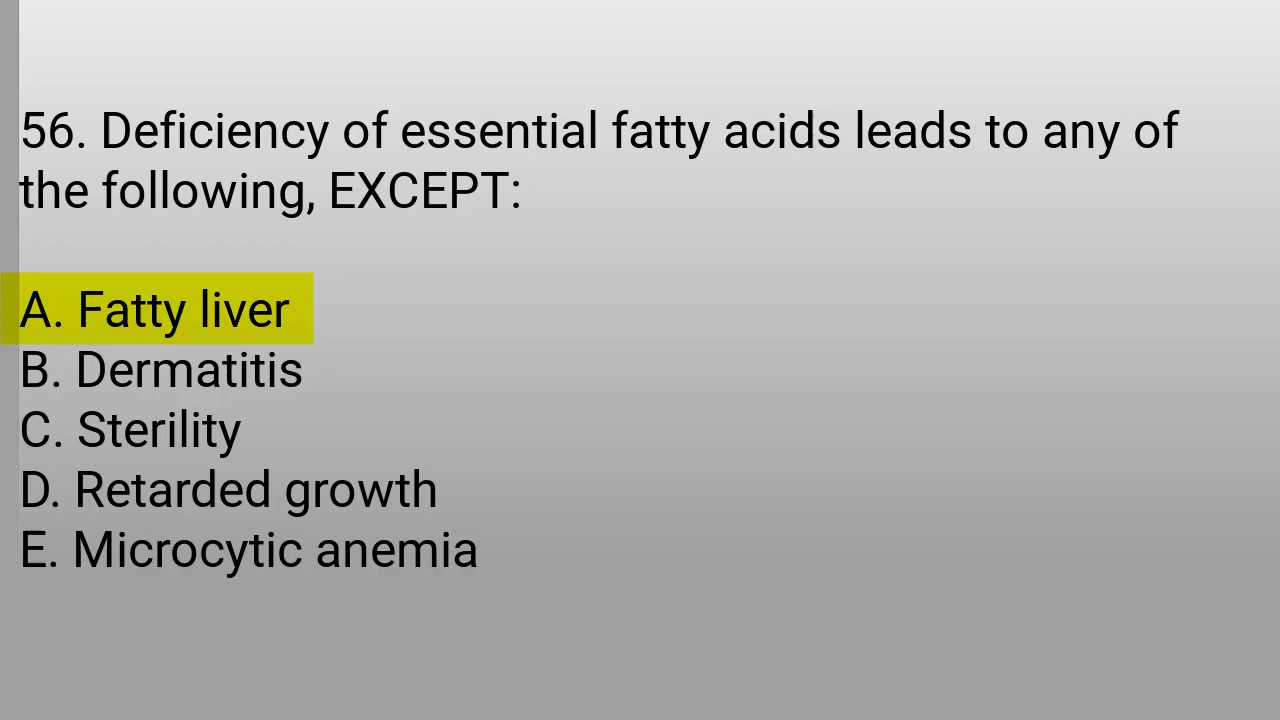 56. Deficiency of essential fatty acids leads to any of
the following, EXCEPT:
A. Fatty liver
B. Dermatitis
C. Sterility
D. Retarded growth
E. Microcytic anemia